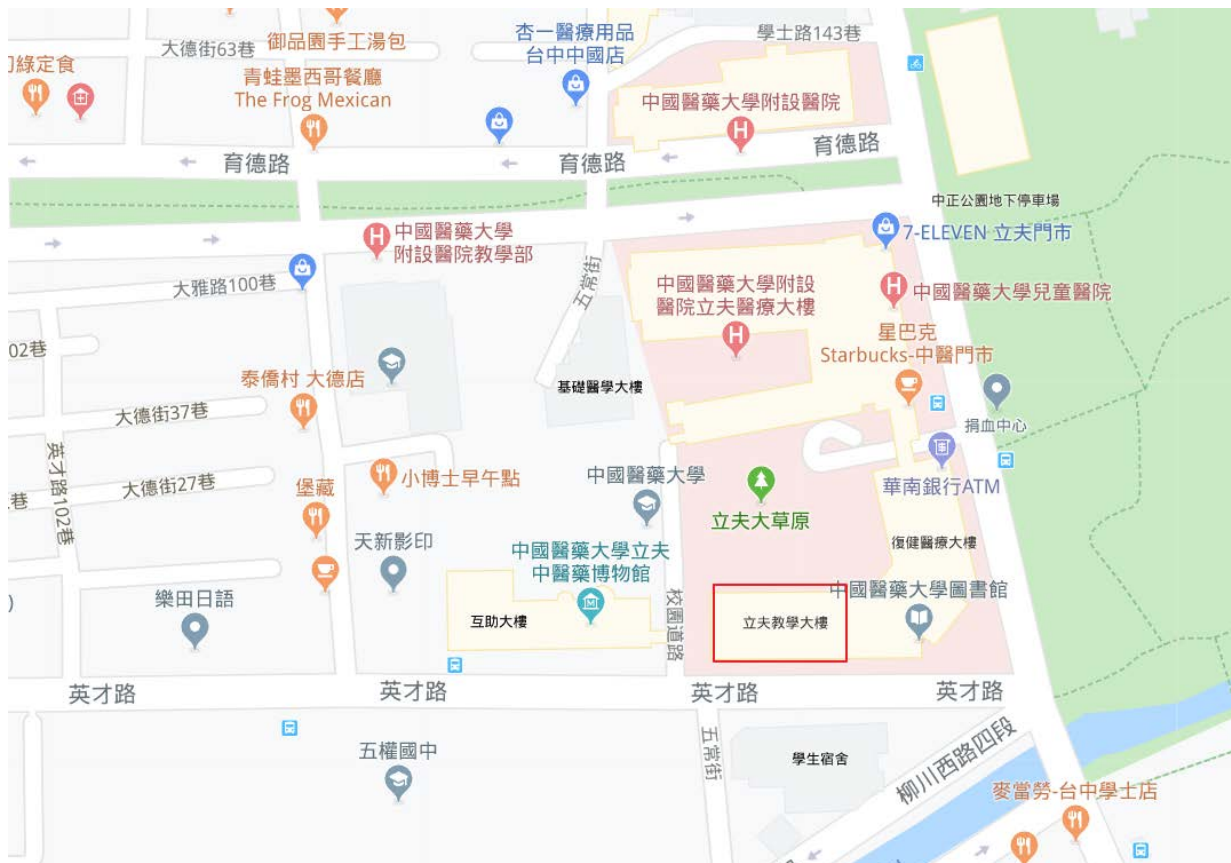 學士路143巷
御品園手工湯包
杏一醫療用品
台中中國店
大德街63巷
綠定食
青蛙墨西哥餐廳
The Frog Mexican
中國醫藥大學附設醫院
育德路
育德路
育德路
中正公園地下停車場
7-ELEVEN 立夫門市
中國醫藥大學
附設醫院教學部
五常街
大雅路100巷
中國醫藥大學附設
醫院立夫醫療大樓
中國醫藥大學兒童醫院
星巴克
Starbucks-中醫門市
02巷
泰僑村 大德店
基礎醫學大樓
大德街37巷
捐血中心
英才路102巷
小博士早午點
中國醫藥大學
大德街27巷
堡藏
華南銀行ATM
巷
立夫大草原
天新影印
復健醫療大樓
中國醫藥大學立夫
中醫藥博物館
中國醫藥大學圖書館
樂田日語
互助大樓
校園道路
立夫教學大樓
英才路
英才路
英才路
英才路
五權國中
五常街
學生宿舍
柳川西路四段
麥當勞-台中學士店